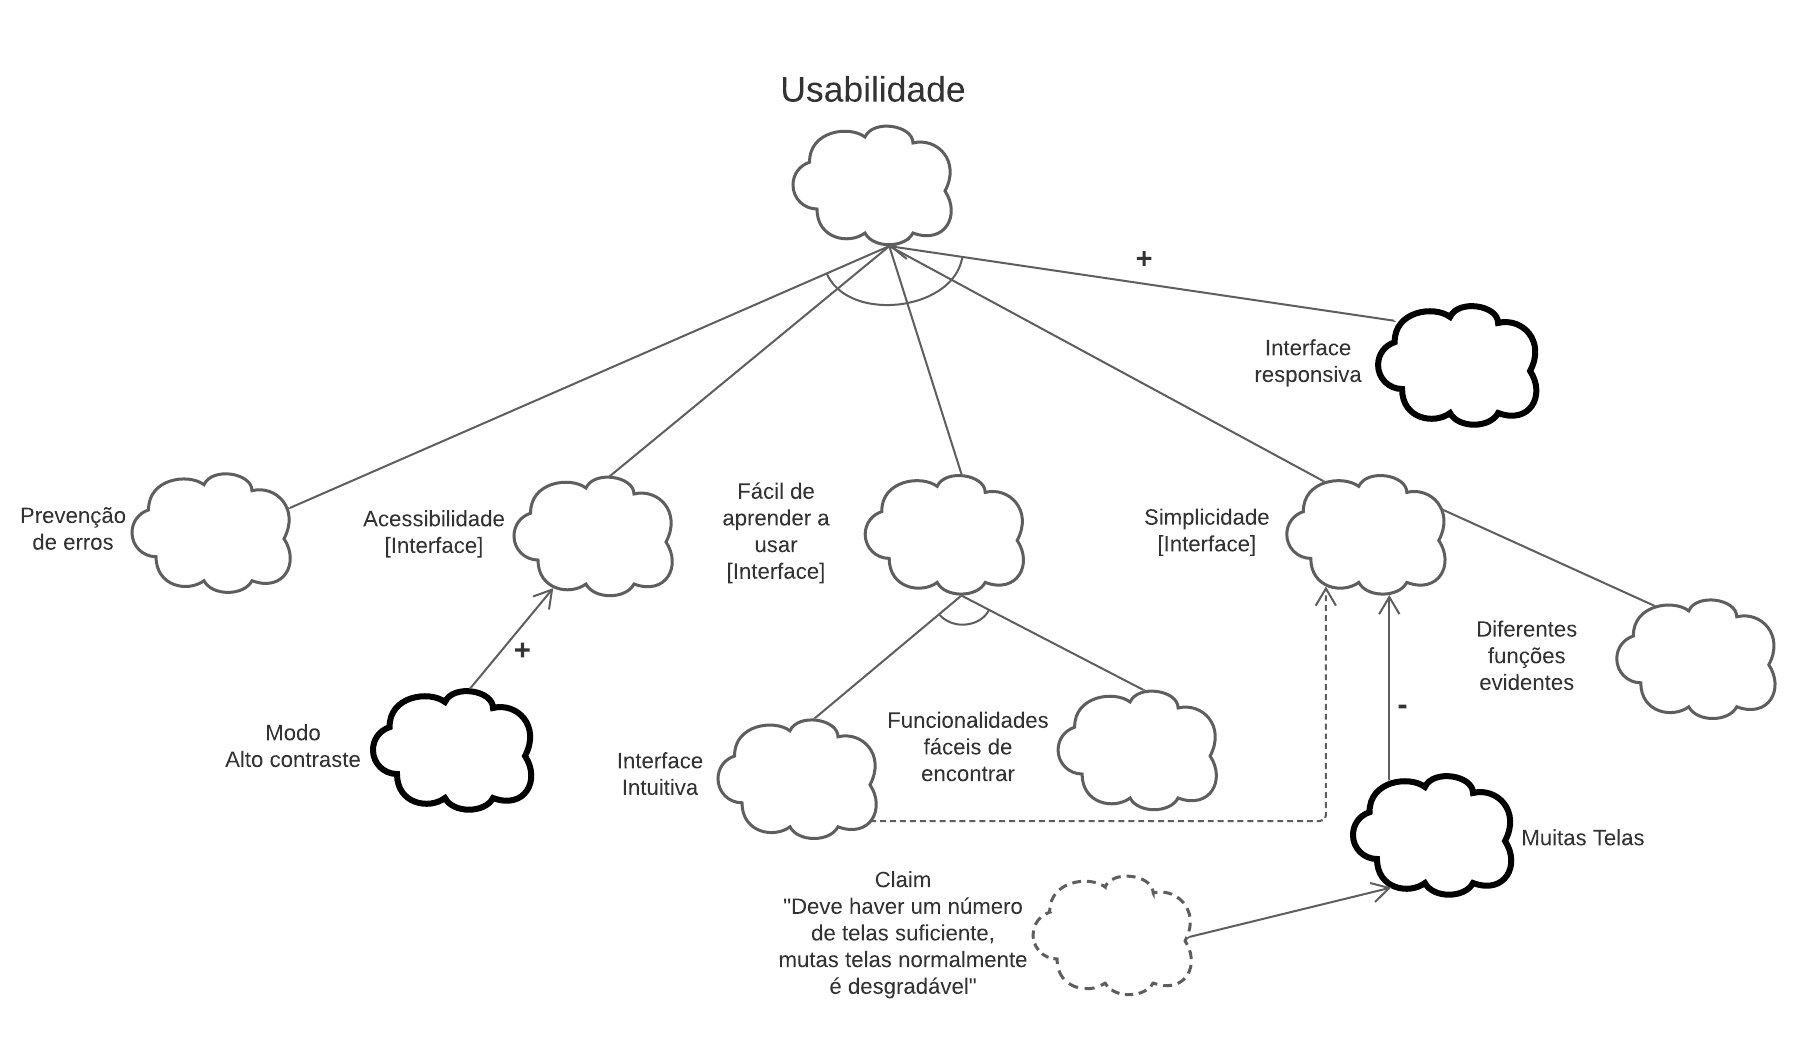 Usabilidade
+
Interface
responsiva
Prevenção
de erros
Acessibilidade
[Interface]
Fácil de
aprender a
usar
[Interface]
Simplicidade
[Interface]
+
Diferentes
funções
evidentes
-
Modo
Alto contraste
Interface
Intuitiva
Funcionalidades
fáceis de
encontrar
Muitas Telas
Claim
"Deve haver um número
de telas suficiente,
mutas telas normalmente
é desgradável"